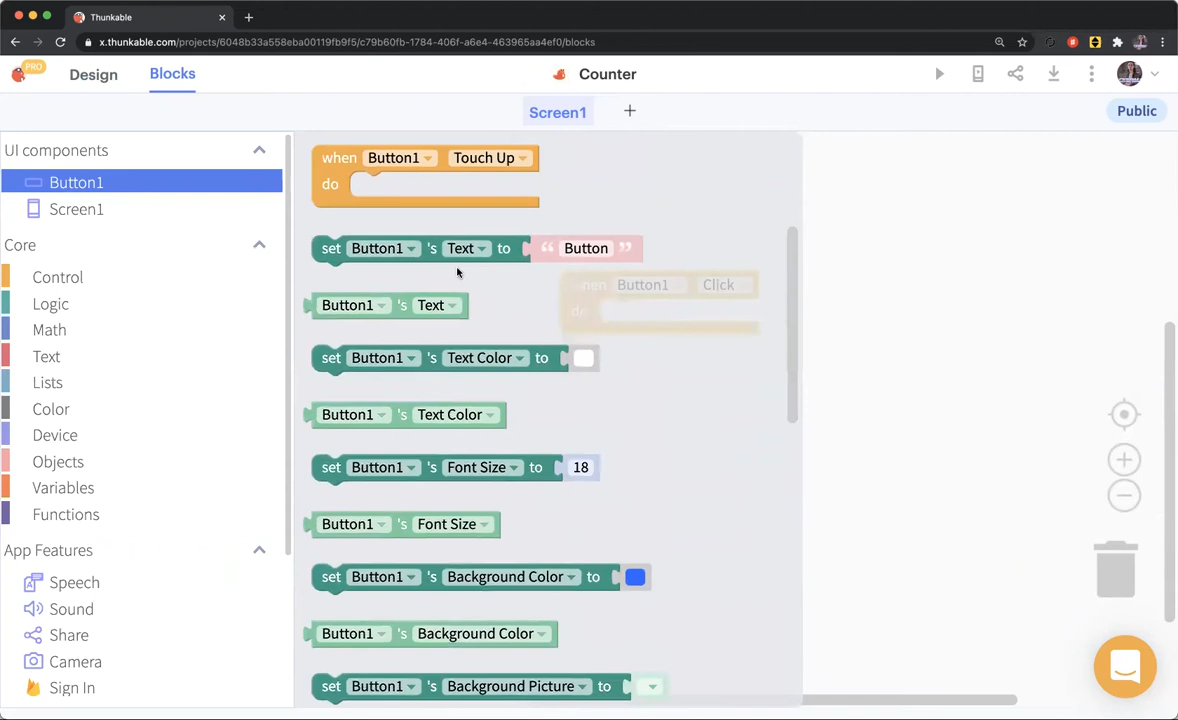 Thunkable
x.thunkable.com/projects/6048b33a558eba00119fb9f5/c79b60fb-1784-406f-a6e4-463965aa4ef0/blocks
PRO
Design
Blocks
Counter
Screen1
Public
UI components
Button1
Screen1
Core
Control
Logic
Math
Text
Lists
Color
Device
Objects
Variables
Functions
App Features
Speech
Sound
Share
Camera
Sign In
when Button1 Touch Up
do
set Button1 's Text to “ Button ”
Button1 's Text
set Button1 's Text Color to
Button1 's Text Color
set Button1 's Font Size to 18
Button1 's Font Size
set Button1 's Background Color to
Button1 's Background Color
set Button1 's Background Picture to
when Button1 Click
do